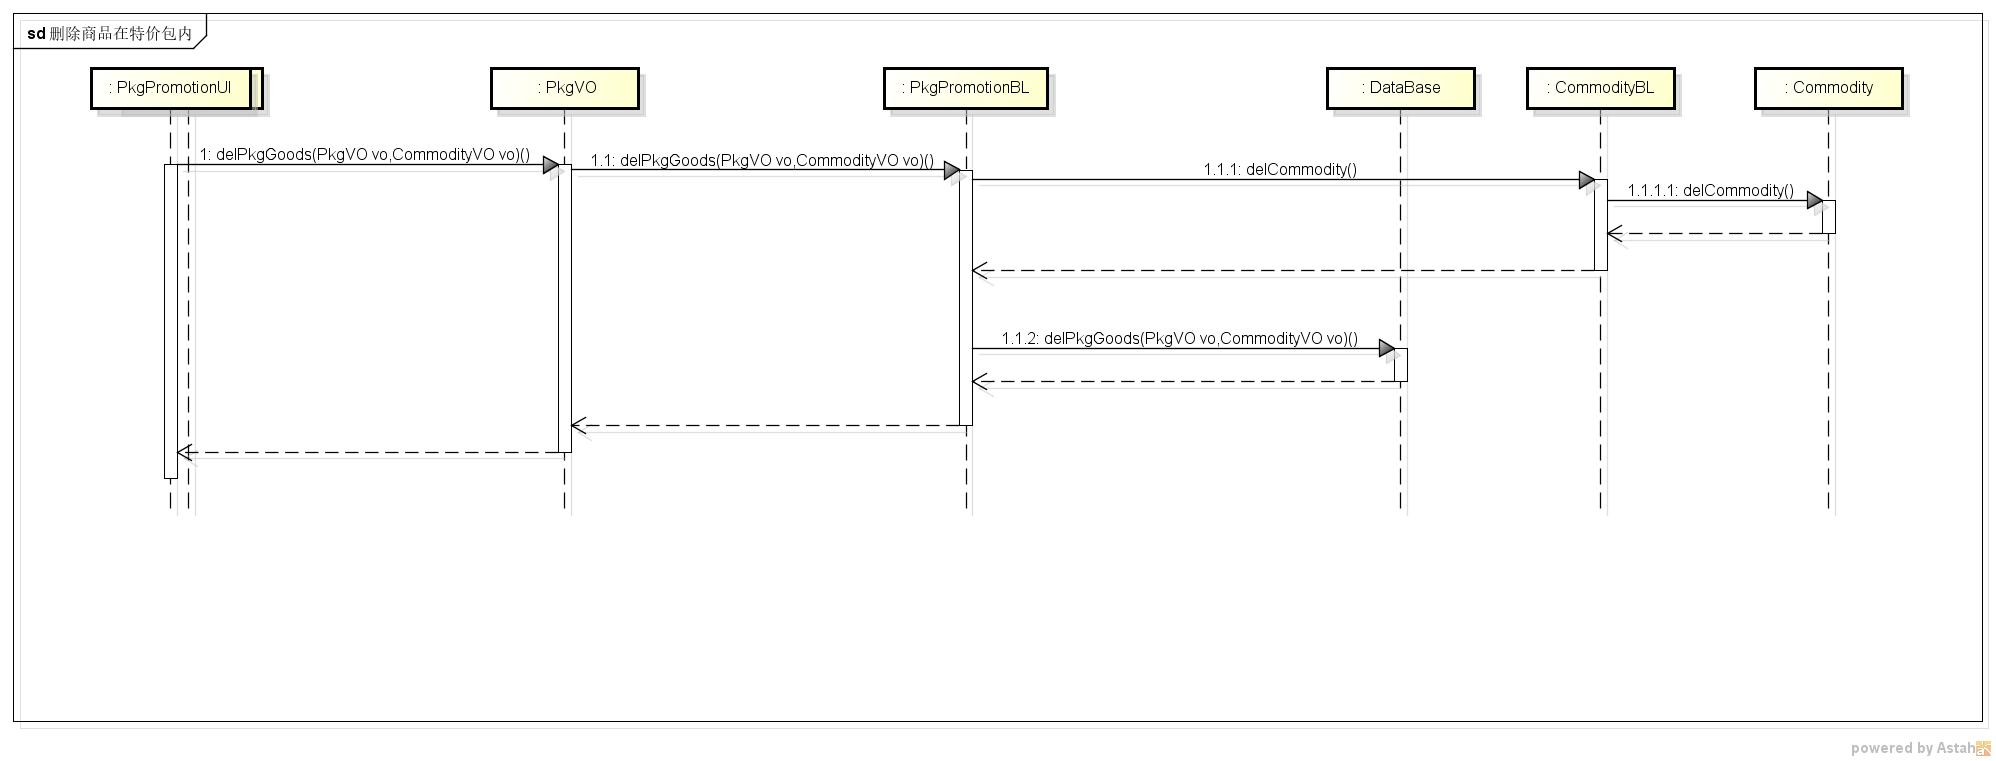 sd 删除商品在特价包内
: PkgPromotionUI
: PkgVO
: PkgPromotionBL
: DataBase
: CommodityBL
: Commodity
1: delPkgGoods(PkgVO vo,CommodityVO vo)()
1.1: delPkgGoods(PkgVO vo,CommodityVO vo)()
1.1.1: delCommodity()
1.1.1.1: delCommodity()
1.1.2: delPkgGoods(PkgVO vo,CommodityVO vo)()
powered by Astah